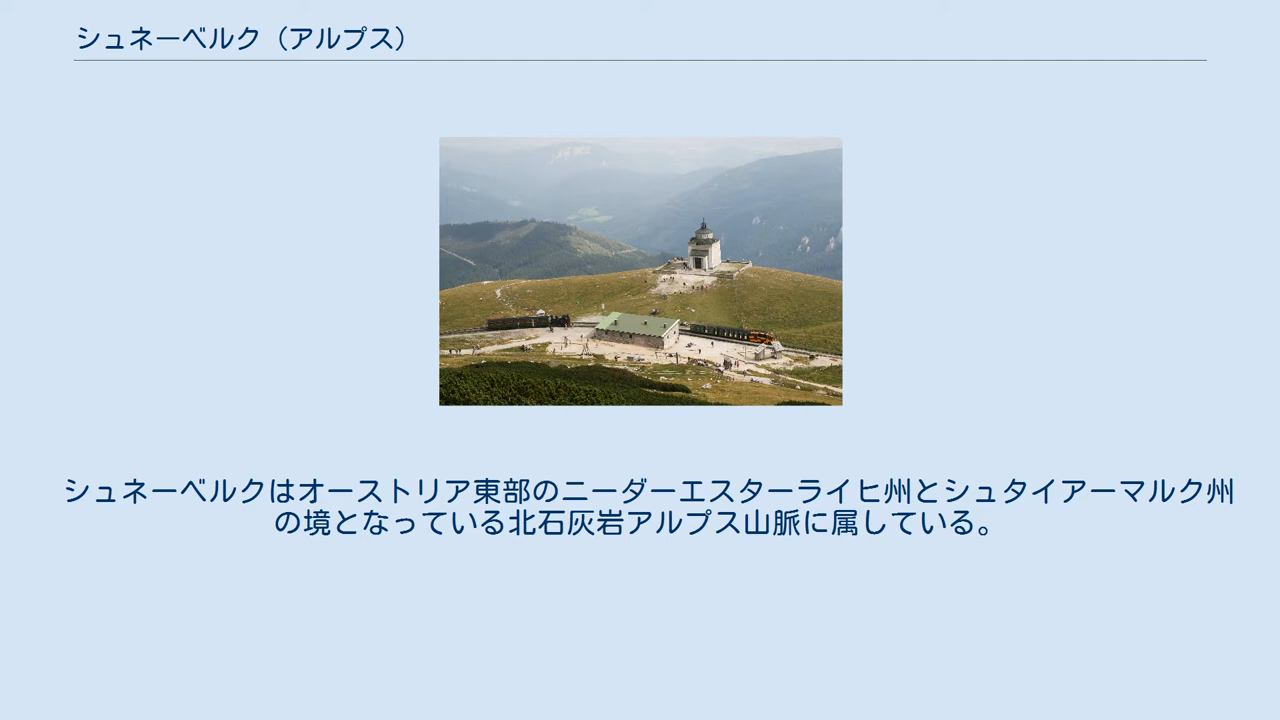 シュネーベルク（アルプス）
シュネーベルクはオーストリア東部のニーダーエスターライヒ州とシュタイアーマルク州
の境となっている北石灰岩アルプス山脈に属している。